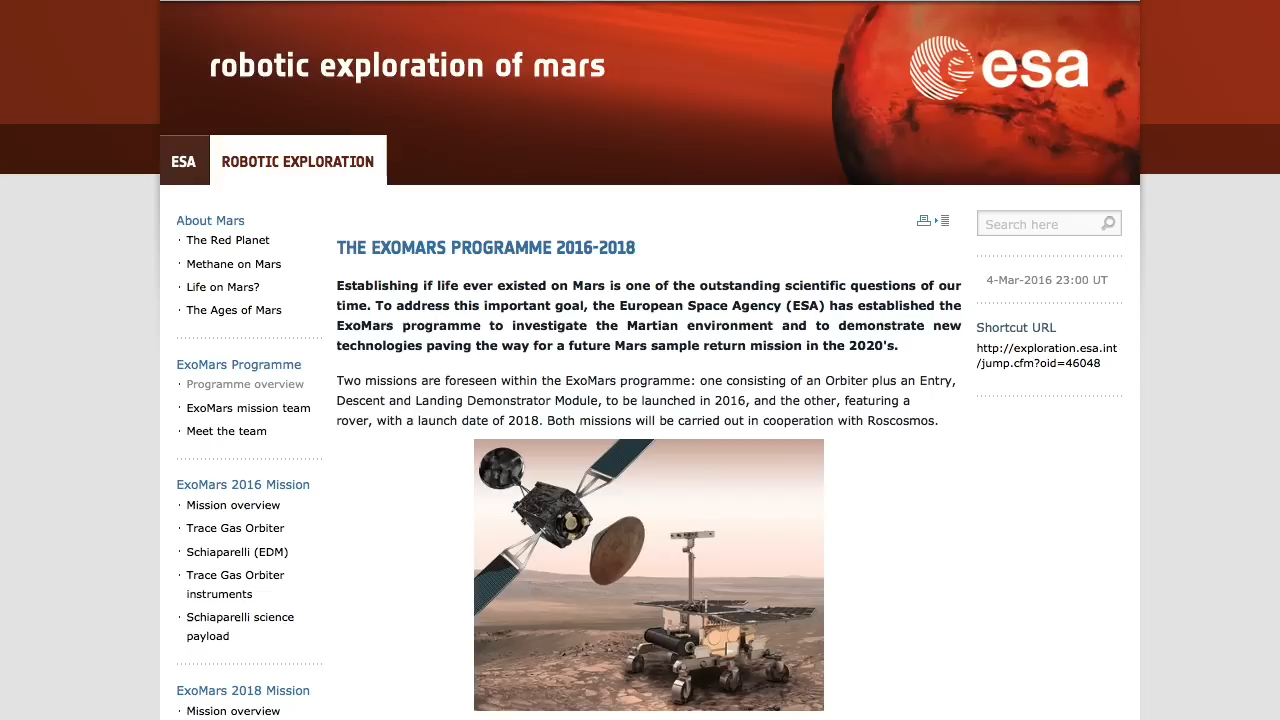 robotic exploration of mars
esa
ESA
ROBOTIC EXPLORATION
About Mars
· The Red Planet
· Methane on Mars
· Life on Mars?
· The Ages of Mars
ExoMars Programme
· Programme overview
· ExoMars mission team
· Meet the team
ExoMars 2016 Mission
· Mission overview
· Trace Gas Orbiter
· Schiaparelli (EDM)
· Trace Gas Orbiter
instruments
· Schiaparelli science
payload
ExoMars 2018 Mission
· Mission overview
THE EXOMARS PROGRAMME 2016-2018
Establishing if life ever existed on Mars is one of the outstanding scientific questions of our
time. To address this important goal, the European Space Agency (ESA) has established the
ExoMars programme to investigate the Martian environment and to demonstrate new
technologies paving the way for a future Mars sample return mission in the 2020's.
Two missions are foreseen within the ExoMars programme: one consisting of an Orbiter plus an Entry,
Descent and Landing Demonstrator Module, to be launched in 2016, and the other, featuring a
rover, with a launch date of 2018. Both missions will be carried out in cooperation with Roscosmos.
Search here
4-Mar-2016 23:00 UT
Shortcut URL
http://exploration.esa.int
/jump.cfm?oid=46048